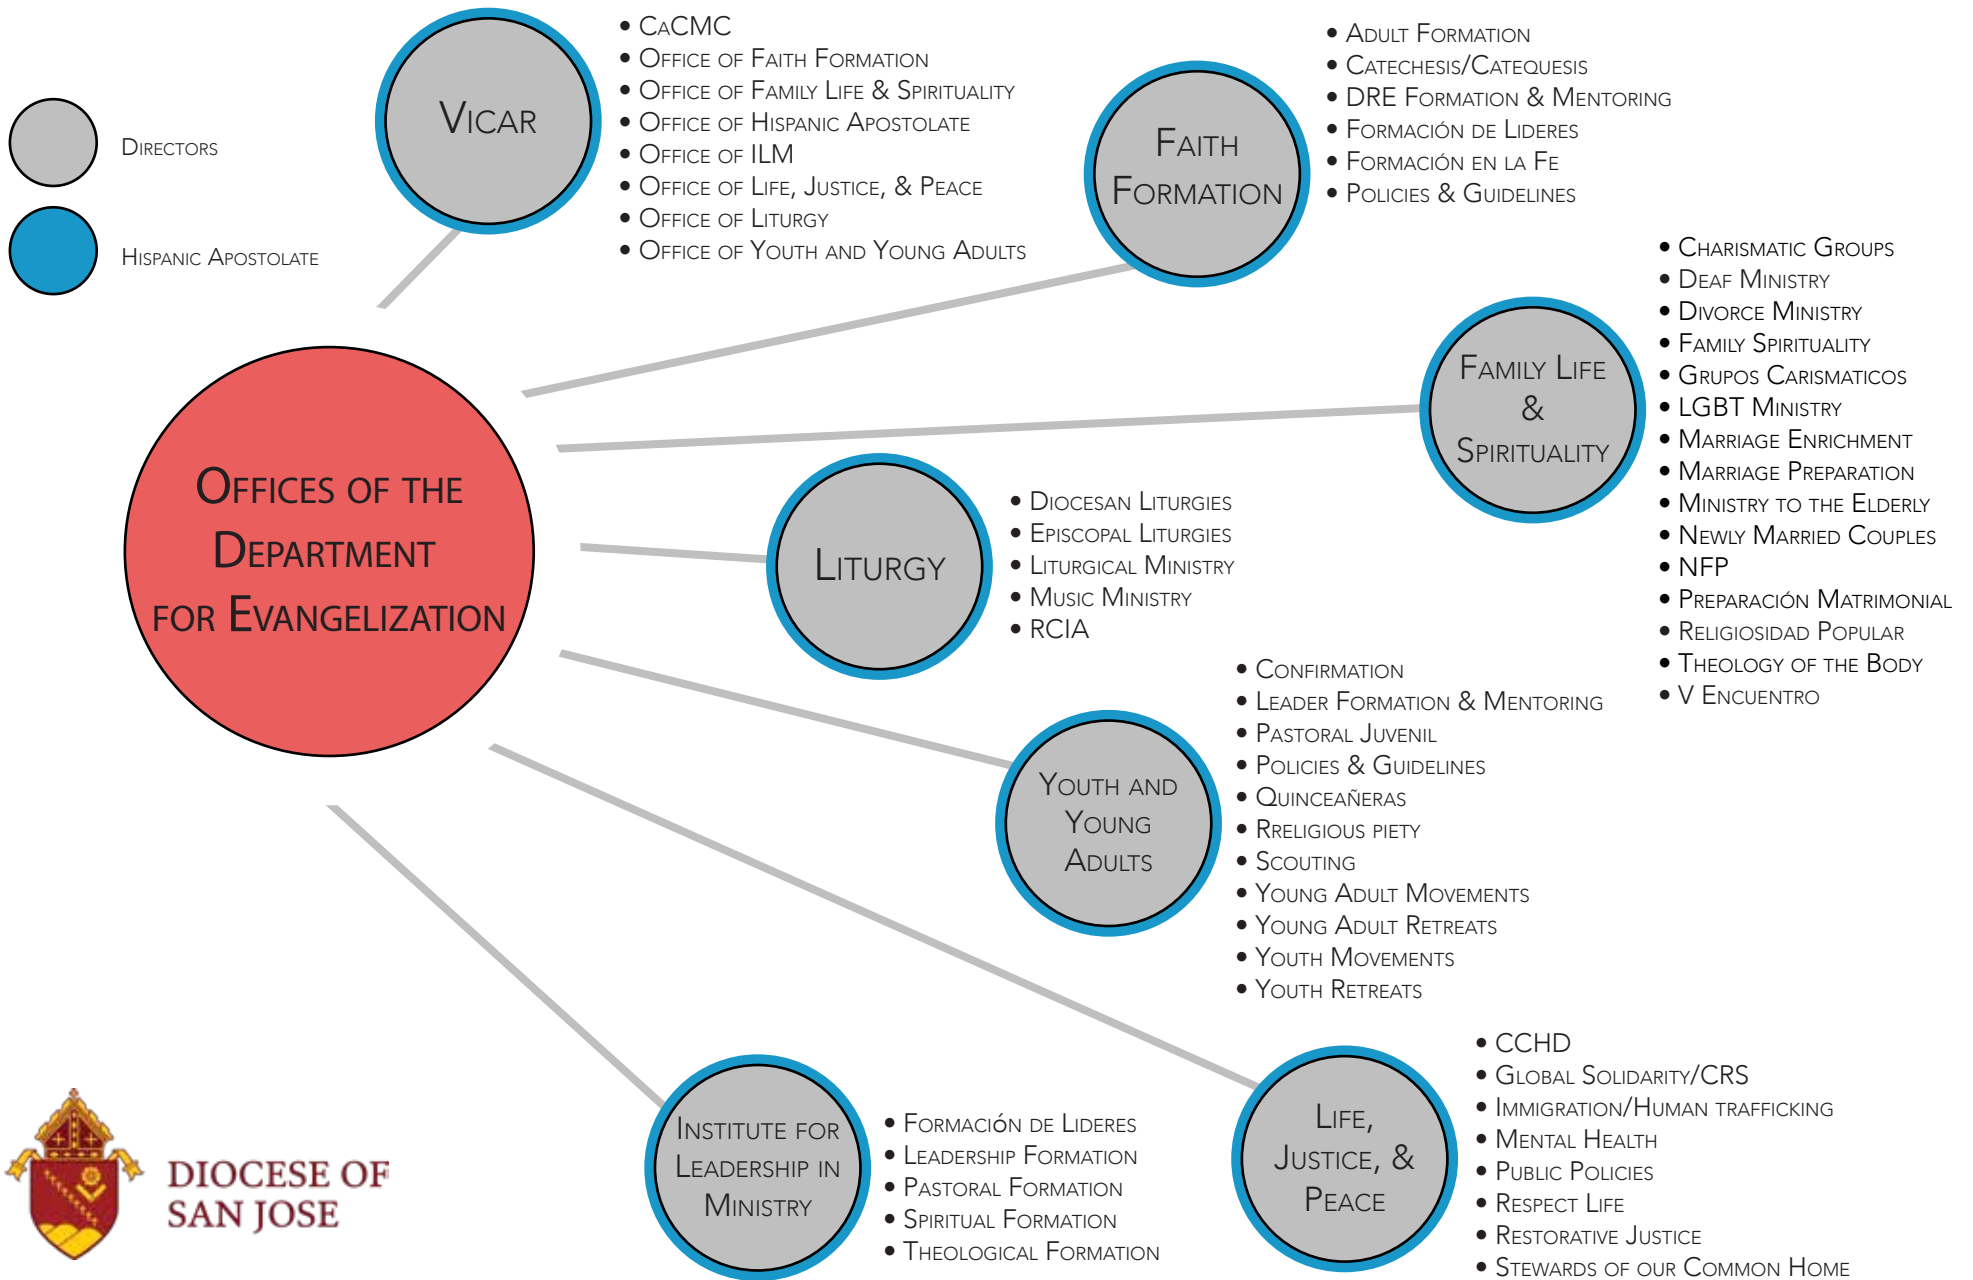 Directors
Hispanic Apostolate
Vicar
• CaCMC
• Office of Faith Formation
• Office of Family Life & Spirituality
• Office of Hispanic Apostolate
• Office of ILM
• Office of Life, Justice, & Peace
• Office of Liturgy
• Office of Youth and Young Adults
Faith
Formation
• Adult Formation
• Catechesis/Catequesis
• DRE Formation & Mentoring
• Formación de Lideres
• Formación en la Fe
• Policies & Guidelines
Family Life
&
Spirituality
• Charismatic Groups
• Deaf Ministry
• Divorce Ministry
• Family Spirituality
• Grupos Carismaticos
• LGBT Ministry
• Marriage Enrichment
• Marriage Preparation
• Ministry to the Elderly
• Newly Married Couples
• NFP
• Preparación Matrimonial
• Religiosidad Popular
• Theology of the Body
• V Encuentro
Offices of the
Department
for Evangelization
Liturgy
• Diocesan Liturgies
• Episcopal Liturgies
• Liturgical Ministry
• Music Ministry
• RCIA
Youth and
Young
Adults
• Confirmation
• Leader Formation & Mentoring
• Pastoral Juvenil
• Policies & Guidelines
• Quinceañeras
• Rreligious piety
• Scouting
• Young Adult Movements
• Young Adult Retreats
• Youth Movements
• Youth Retreats
Life,
Justice, &
Peace
• CCHD
• Global Solidarity/CRS
• Immigration/Human trafficking
• Mental Health
• Public Policies
• Respect Life
• Restorative Justice
• Stewards of our Common Home
Institute for
Leadership in
Ministry
• Formación de Lideres
• Leadership Formation
• Pastoral Formation
• Spiritual Formation
• Theological Formation
DIOCESE OF
SAN JOSE